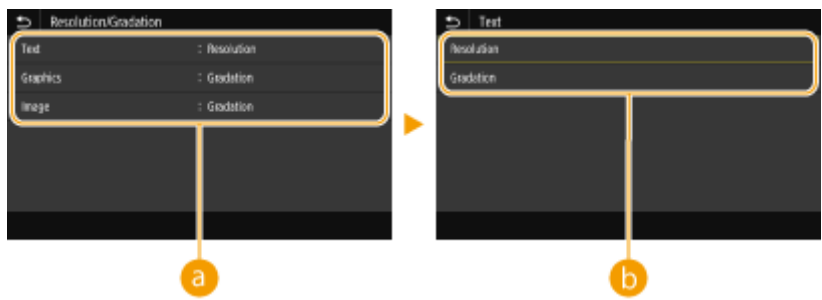 Resolution/Gradation
Text : Resolution
Graphics : Gradation
Image : Gradation
a
Text
Resolution
Gradation
b